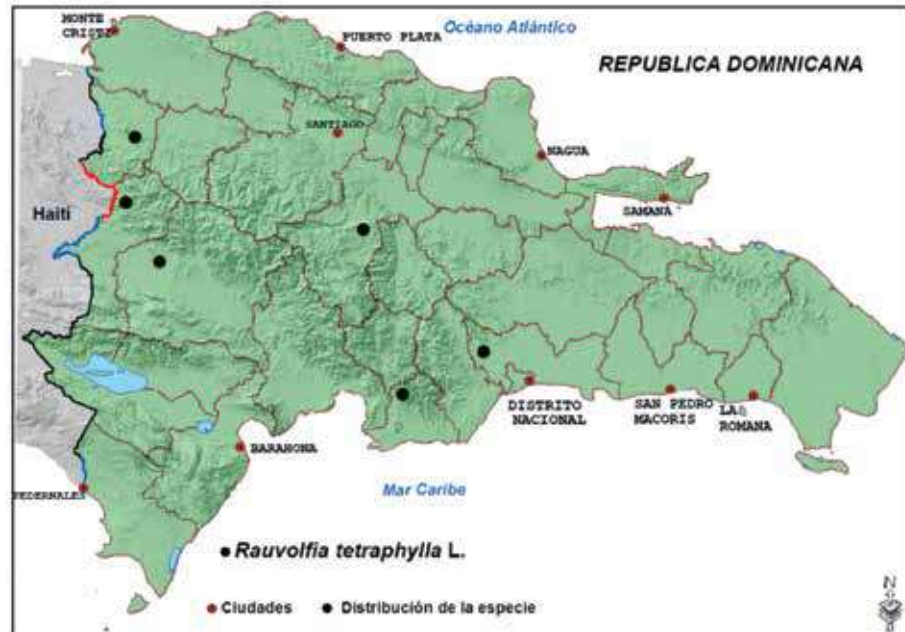 MONTE
CRISTI
PUERTO PLATA
Océano Atlántico
REPUBLICA DOMINICANA
SANTIAGO
NAGUA
SAMANA
Haití
DISTRITO
NACIONAL
SAN PEDRO
MACORIS
LA
ROMANA
BARAHONA
PEDERNALES
Mar Caribe
Rauvolfia tetraphylla L.
Ciudades
Distribución de la especie
N